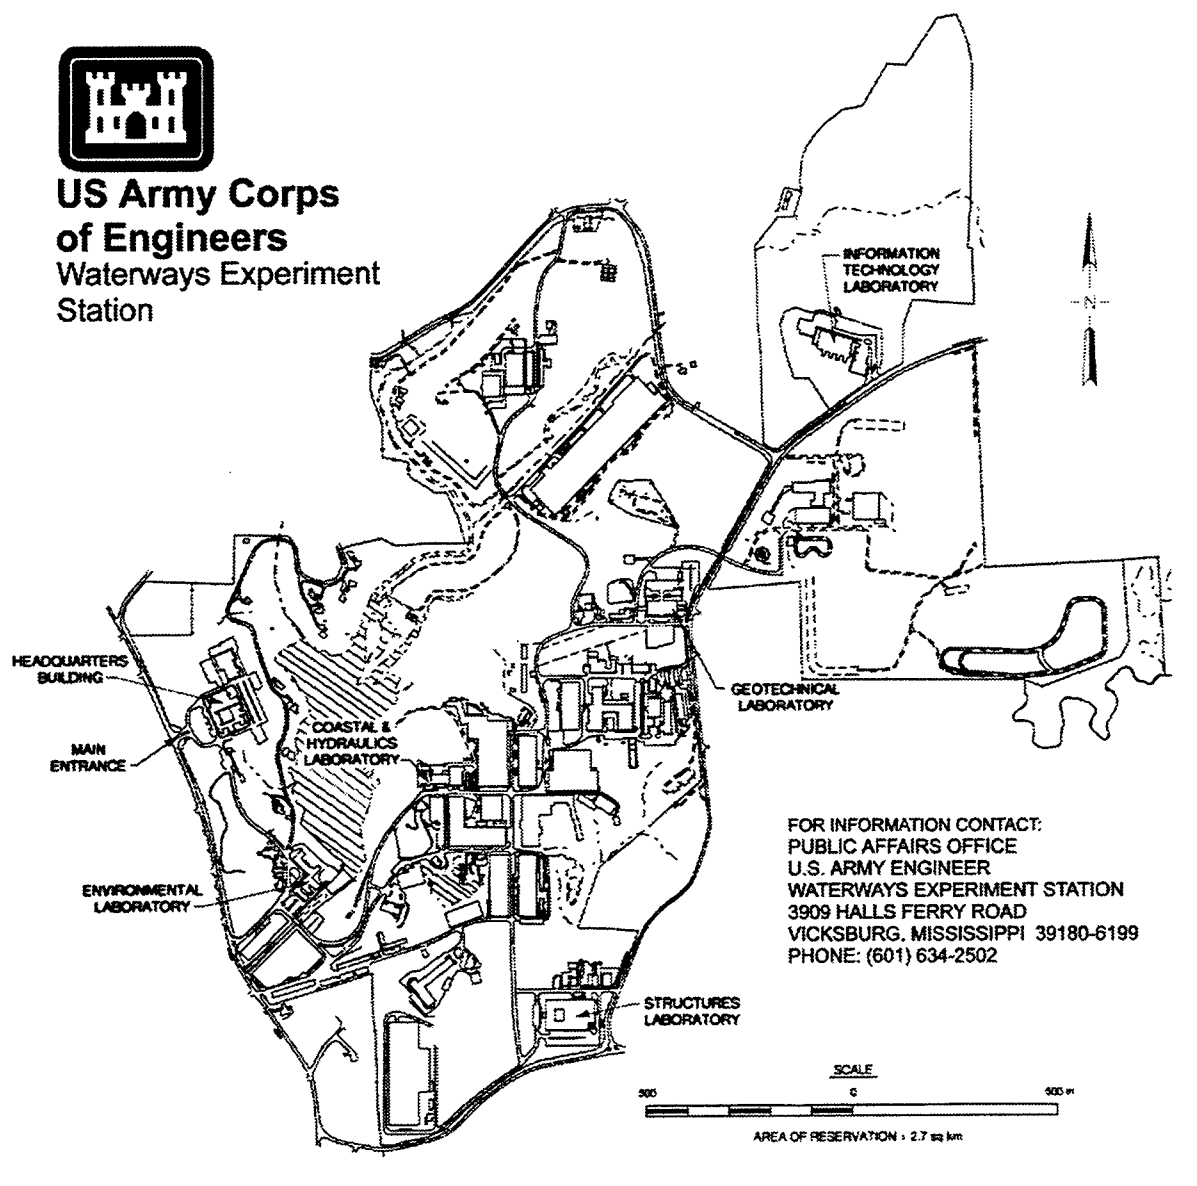 US Army Corps
of Engineers
Waterways Experiment
Station
INFORMATION
TECHNOLOGY
LABORATORY
N
HEADQUARTERS
BUILDING
MAIN
ENTRANCE
COASTAL &
HYDRAULICS
LABORATORY
GEOTECHNICAL
LABORATORY
ENVIRONMENTAL
LABORATORY
STRUCTURES
LABORATORY
FOR INFORMATION CONTACT:
PUBLIC AFFAIRS OFFICE
U.S. ARMY ENGINEER
WATERWAYS EXPERIMENT STATION
3909 HALLS FERRY ROAD
VICKSBURG, MISSISSIPPI 39180-6199
PHONE: (601) 634-2502
SCALE
500 0 500 m
AREA OF RESERVATION = 2.7 sq km